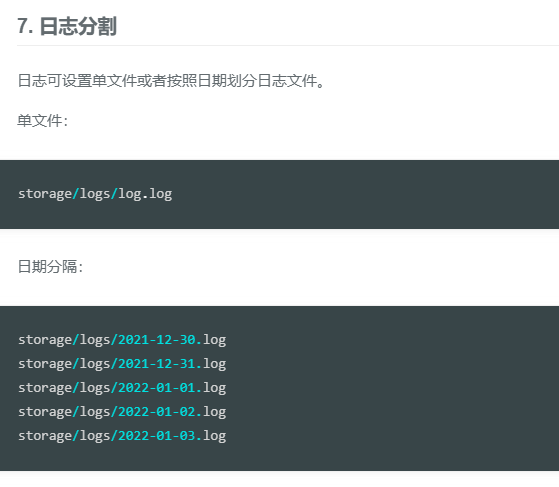 7. 日志分割
日志可设置单文件或者按照日期划分日志文件。
单文件：
storage/logs/log.log
日期分隔：
storage/logs/2021-12-30.log
storage/logs/2021-12-31.log
storage/logs/2022-01-01.log
storage/logs/2022-01-02.log
storage/logs/2022-01-03.log